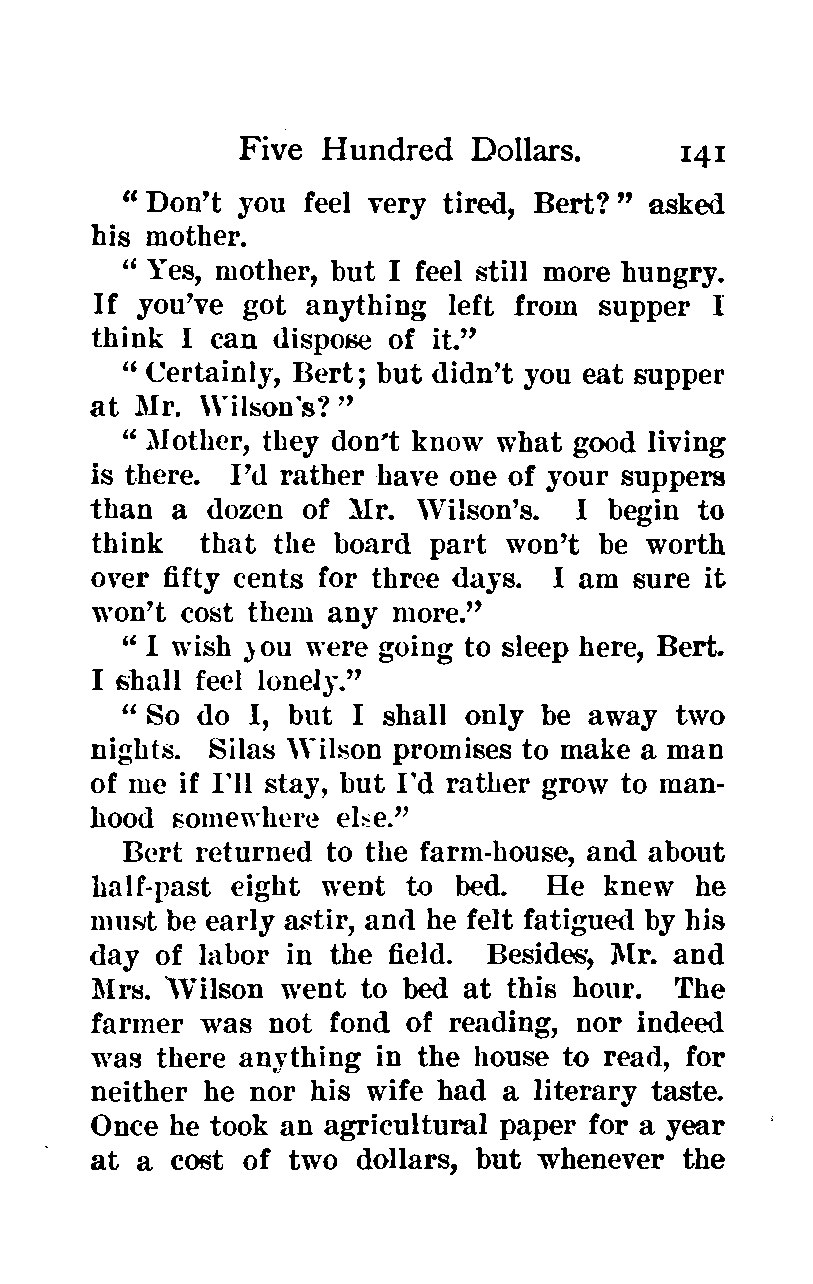 Five Hundred Dollars. 141
“Don’t you feel very tired, Bert?” asked
his mother.
“Yes, mother, but I feel still more hungry.
If you’ve got anything left from supper I
think I can dispose of it.”
“Certainly, Bert; but didn’t you eat supper
at Mr. Wilson’s?”
“Mother, they don’t know what good living
is there. I’d rather have one of your suppers
than a dozen of Mr. Wilson’s. I begin to
think that the board part won’t be worth
over fifty cents for three days. I am sure it
won’t cost them any more.”
“I wish you were going to sleep here, Bert.
I shall feel lonely.”
“So do I, but I shall only be away two
nights. Silas Wilson promises to make a man
of me if I’ll stay, but I’d rather grow to man-
hood somewhere else.”
Bert returned to the farm-house, and about
half-past eight went to bed. He knew he
must be early astir, and he felt fatigued by his
day of labor in the field. Besides, Mr. and
Mrs. Wilson went to bed at this hour. The
farmer was not fond of reading, nor indeed
was there anything in the house to read, for
neither he nor his wife had a literary taste.
Once he took an agricultural paper for a year
at a cost of two dollars, but whenever the